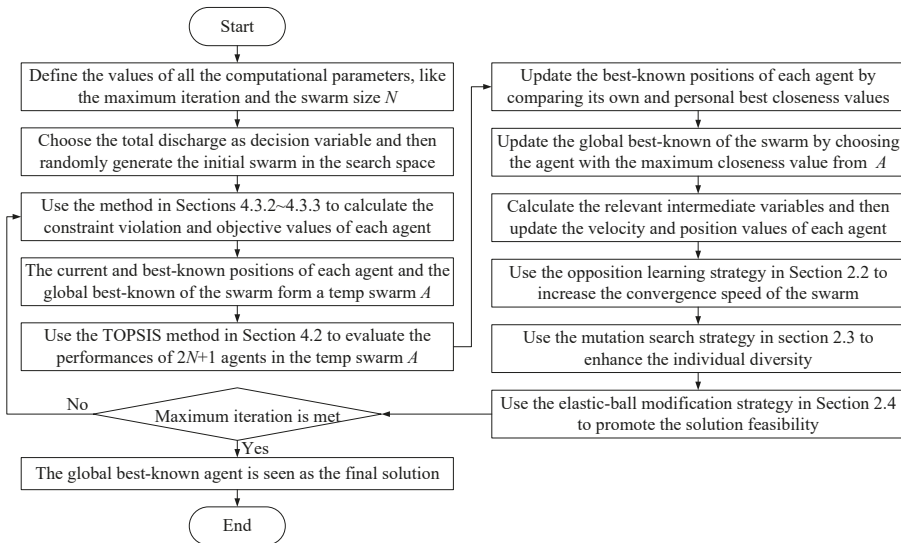 Start
Define the values of all the computational parameters, like
the maximum iteration and the swarm size N
Choose the total discharge as decision variable and then
randomly generate the initial swarm in the search space
Use the method in Sections 4.3.2~4.3.3 to calculate the
constraint violation and objective values of each agent
The current and best-known positions of each agent and the
global best-known of the swarm form a temp swarm A
Use the TOPSIS method in Section 4.2 to evaluate the
performances of 2N+1 agents in the temp swarm A
Update the best-known positions of each agent by
comparing its own and personal best closeness values
Update the global best-known of the swarm by choosing
the agent with the maximum closeness value from A
Calculate the relevant intermediate variables and then
update the velocity and position values of each agent
Use the opposition learning strategy in Section 2.2 to
increase the convergence speed of the swarm
Use the mutation search strategy in section 2.3 to
enhance the individual diversity
Use the elastic-ball modification strategy in Section 2.4
to promote the solution feasibility
No
Maximum iteration is met
Yes
The global best-known agent is seen as the final solution
End